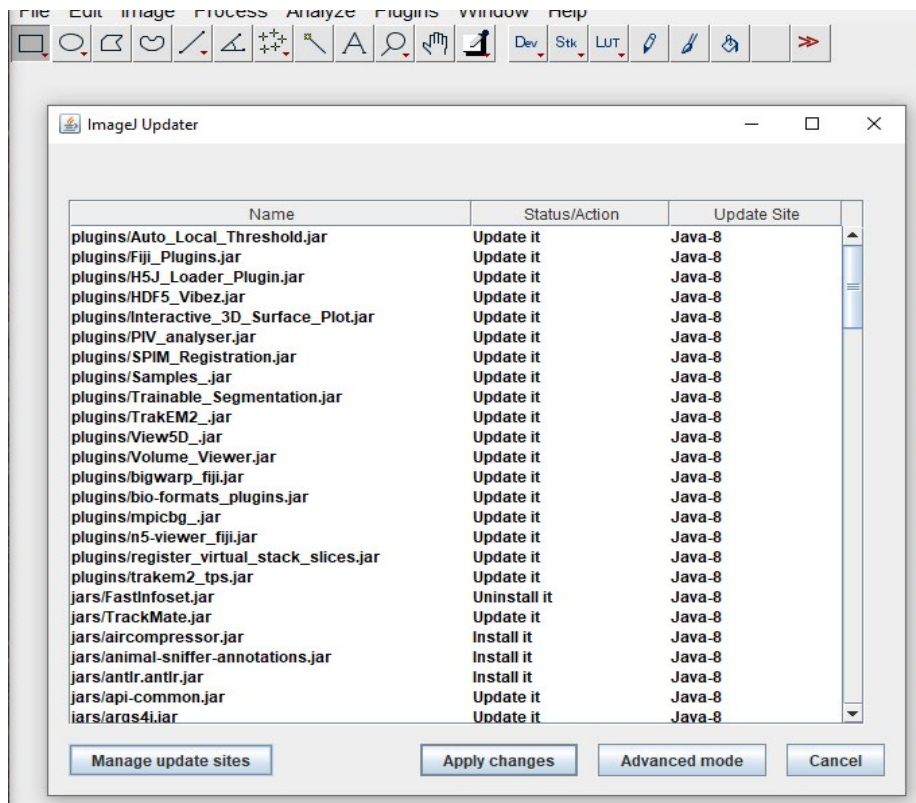 File Edit Image Process Analyze Plugins Window Help
A Dev Stk LUT >>
ImageJ Updater
Name Status/Action Update Site
plugins/Auto_Local_Threshold.jar Update it Java-8
plugins/Fiji_Plugins.jar Update it Java-8
plugins/H5J_Loader_Plugin.jar Update it Java-8
plugins/HDF5_Vibez.jar Update it Java-8
plugins/Interactive_3D_Surface_Plot.jar Update it Java-8
plugins/PIV_analyser.jar Update it Java-8
plugins/SPIM_Registration.jar Update it Java-8
plugins/Samples_.jar Update it Java-8
plugins/Trainable_Segmentation.jar Update it Java-8
plugins/TrakEM2_.jar Update it Java-8
plugins/View5D_.jar Update it Java-8
plugins/Volume_Viewer.jar Update it Java-8
plugins/bigwarp_fiji.jar Update it Java-8
plugins/bio-formats_plugins.jar Update it Java-8
plugins/mpicbg_.jar Update it Java-8
plugins/n5-viewer_fiji.jar Update it Java-8
plugins/register_virtual_stack_slices.jar Update it Java-8
plugins/trakem2_tps.jar Update it Java-8
jars/FastInfoset.jar Uninstall it Java-8
jars/TrackMate.jar Update it Java-8
jars/aircompressor.jar Install it Java-8
jars/animal-sniffer-annotations.jar Install it Java-8
jars/antlr.antlr.jar Install it Java-8
jars/api-common.jar Update it Java-8
jars/args4j.jar Update it Java-8
Manage update sites Apply changes Advanced mode Cancel